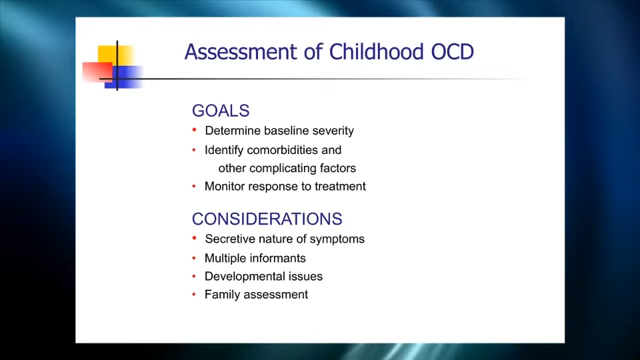 Assessment of Childhood OCD
GOALS
• Determine baseline severity
• Identify comorbidities and
other complicating factors
• Monitor response to treatment
CONSIDERATIONS
• Secretive nature of symptoms
• Multiple informants
• Developmental issues
• Family assessment